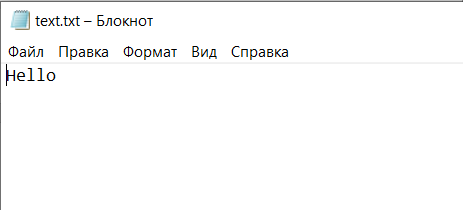 text.txt – Блокнот
Файл Правка Формат Вид Справка
Hello